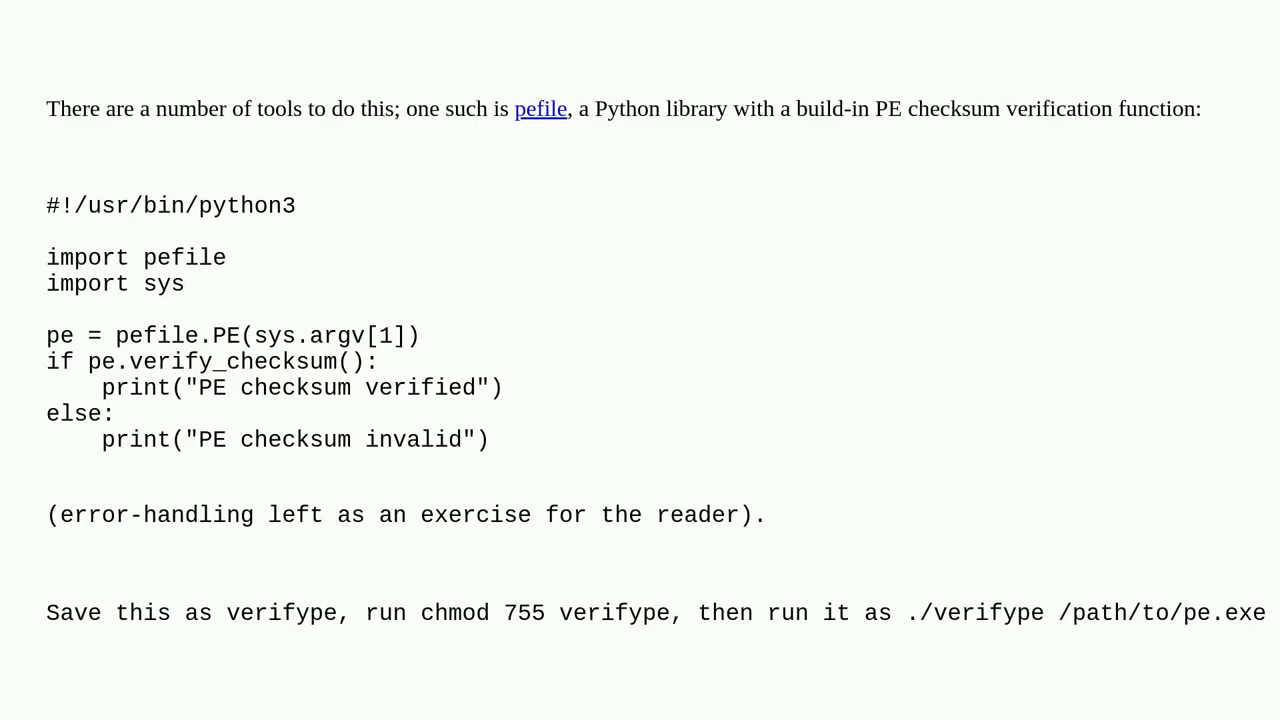 There are a number of tools to do this; one such is pefile, a Python library with a build-in PE checksum verification function:
#!/usr/bin/python3
import pefile
import sys
pe = pefile.PE(sys.argv[1])
if pe.verify_checksum():
    print("PE checksum verified")
else:
    print("PE checksum invalid")
(error-handling left as an exercise for the reader).
Save this as verifype, run chmod 755 verifype, then run it as ./verifype /path/to/pe.exe